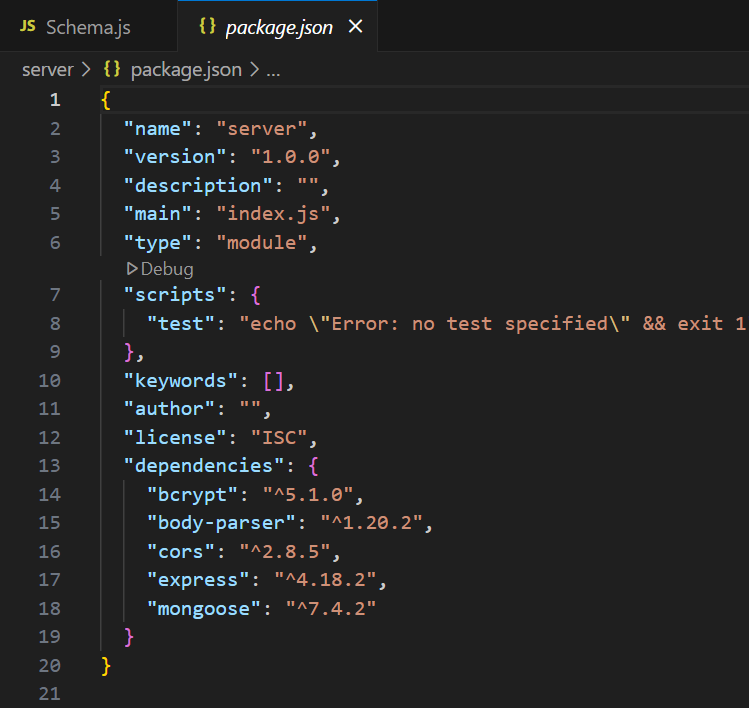 JS Schema.js {} package.json ×
server > {} package.json > ...
1 {
2 "name": "server",
3 "version": "1.0.0",
4 "description": "",
5 "main": "index.js",
6 "type": "module",
Debug
7 "scripts": {
8 "test": "echo \"Error: no test specified\" && exit 1
9 },
10 "keywords": [],
11 "author": "",
12 "license": "ISC",
13 "dependencies": {
14 "bcrypt": "^5.1.0",
15 "body-parser": "^1.20.2",
16 "cors": "^2.8.5",
17 "express": "^4.18.2",
18 "mongoose": "^7.4.2"
19 }
20 }
21